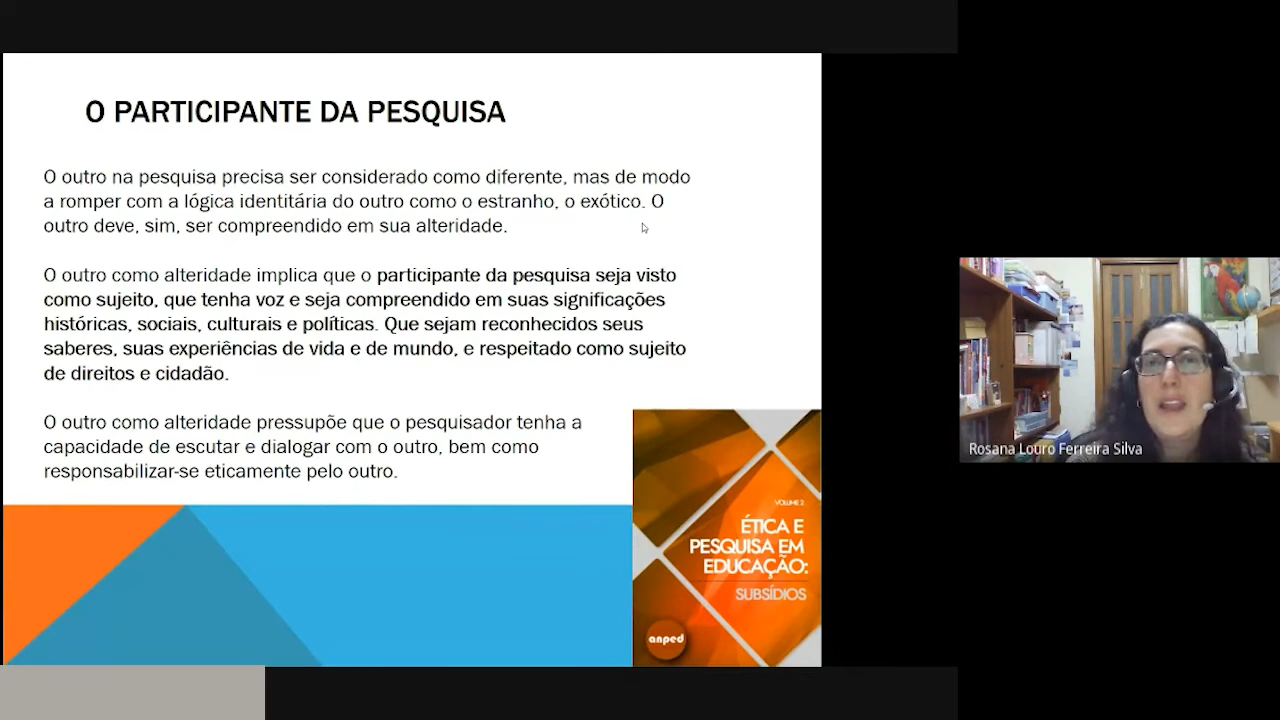 O PARTICIPANTE DA PESQUISA
O outro na pesquisa precisa ser considerado como diferente, mas de modo
a romper com a lógica identitária do outro como o estranho, o exótico. O
outro deve, sim, ser compreendido em sua alteridade.
O outro como alteridade implica que o participante da pesquisa seja visto
como sujeito, que tenha voz e seja compreendido em suas significações
históricas, sociais, culturais e políticas. Que sejam reconhecidos seus
saberes, suas experiências de vida e de mundo, e respeitado como sujeito
de direitos e cidadão.
O outro como alteridade pressupõe que o pesquisador tenha a
capacidade de escutar e dialogar com o outro, bem como
responsabilizar-se eticamente pelo outro.
VOLUME 2
ÉTICA E
PESQUISA EM
EDUCAÇÃO:
SUBSÍDIOS
anped
Rosana Louro Ferreira Silva